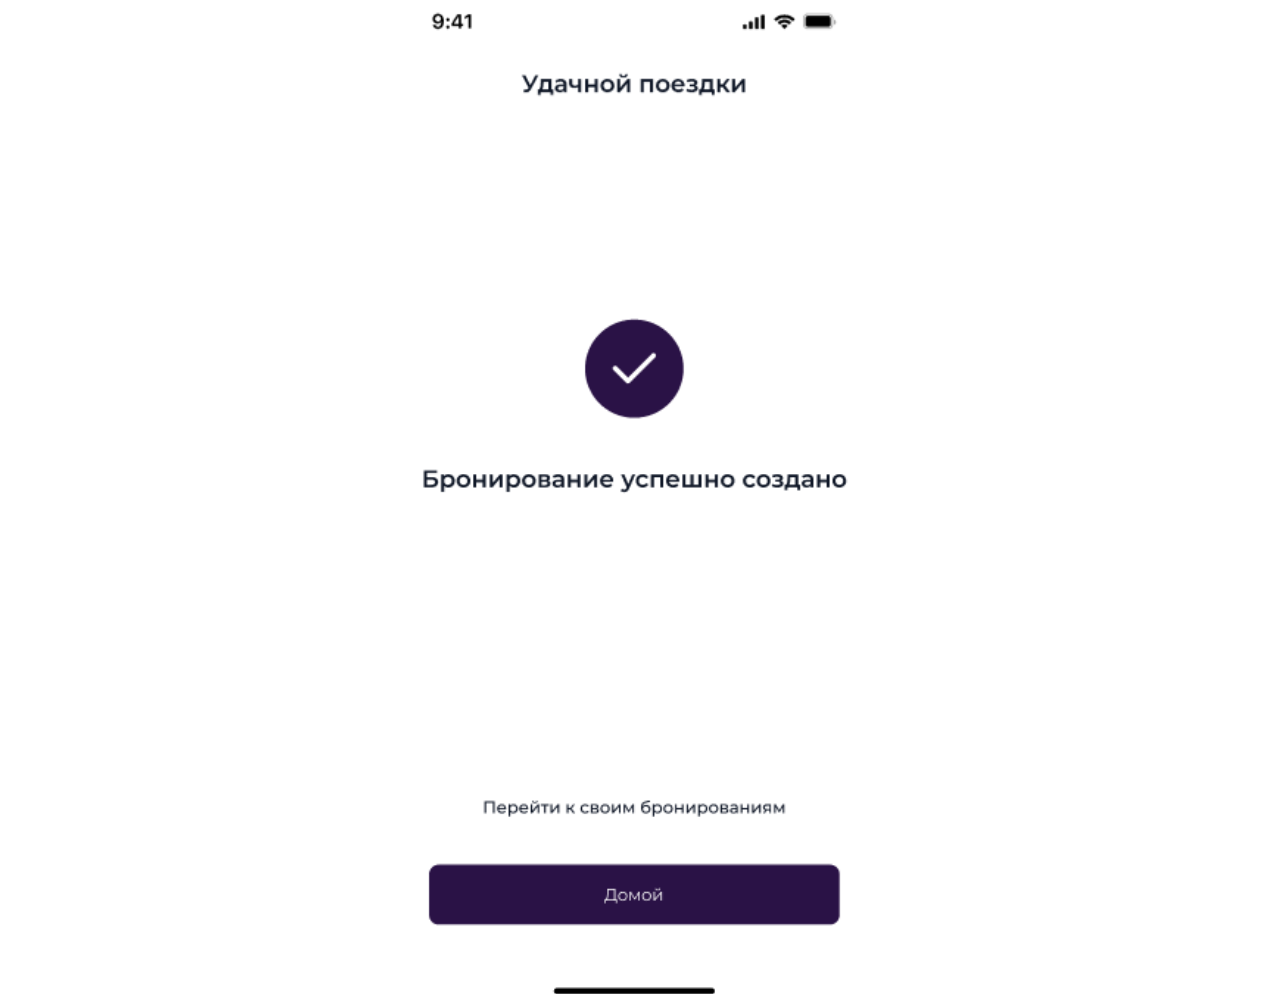 9:41
Удачной поездки
Бронирование успешно создано
Перейти к своим бронированиям
Домой